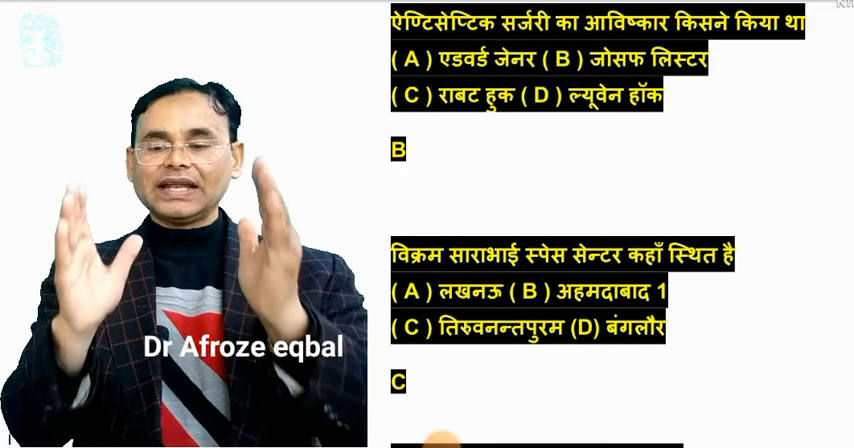 ऐण्टिसेप्टिक सर्जरी का आविष्कार किसने किया था
( A ) एडवर्ड जेनर ( B ) जोसफ लिस्टर
( C ) राबट हुक ( D ) ल्यूवेन हॉक
B
विक्रम साराभाई स्पेस सेन्टर कहाँ स्थित है
( A ) लखनऊ ( B ) अहमदाबाद 1
( C ) तिरुवनन्तपुरम (D) बंगलौर
C
Dr Afroze eqbal